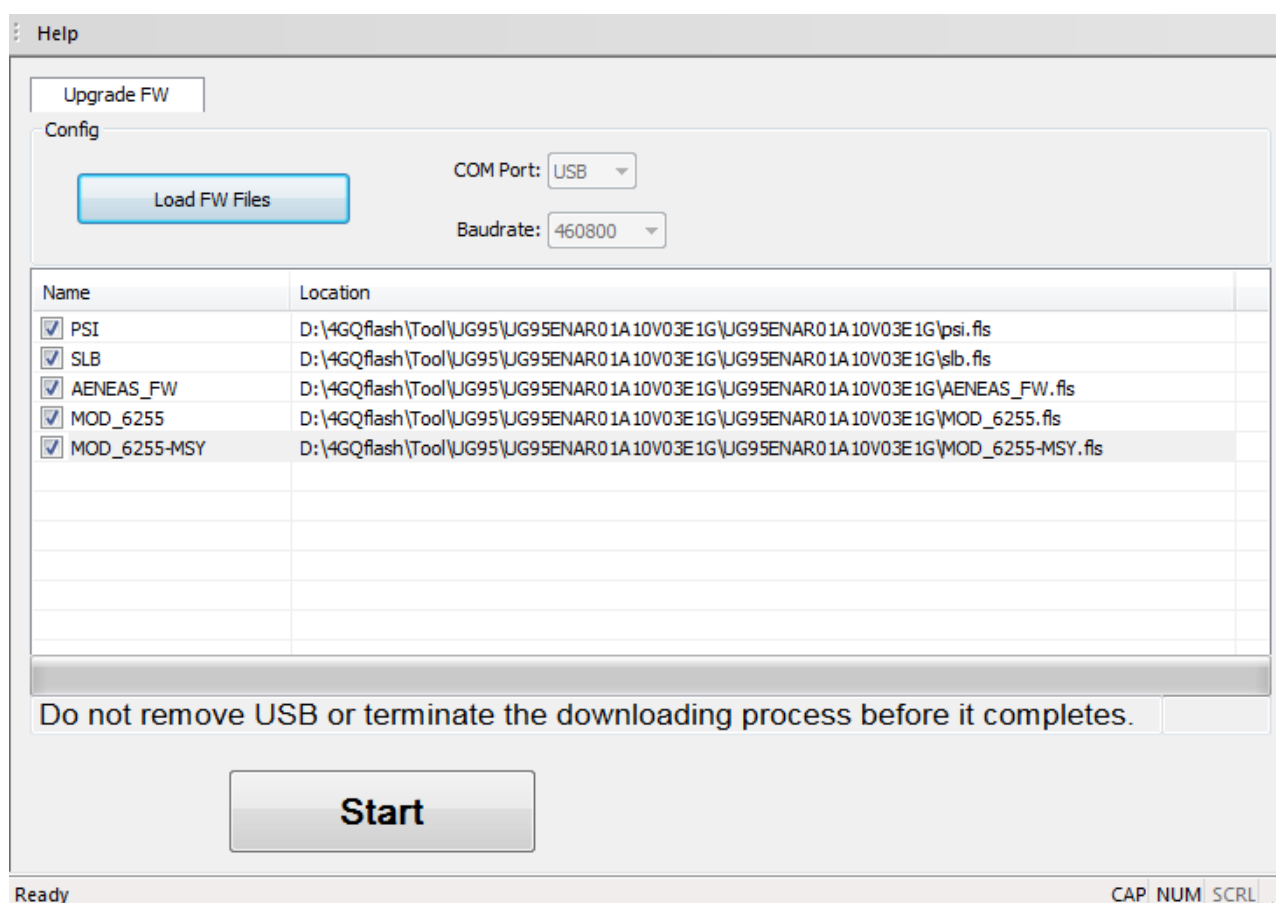 Help
Upgrade FW
Config
Load FW Files
COM Port: USB
Baudrate: 460800
Name Location
PSI D:\4GQflash\Tool\UG95\UG95ENAR01A10V03E1G\UG95ENAR01A10V03E1G\psi.fls
SLB D:\4GQflash\Tool\UG95\UG95ENAR01A10V03E1G\UG95ENAR01A10V03E1G\slb.fls
AENEAS_FW D:\4GQflash\Tool\UG95\UG95ENAR01A10V03E1G\UG95ENAR01A10V03E1G\AENEAS_FW.fls
MOD_6255 D:\4GQflash\Tool\UG95\UG95ENAR01A10V03E1G\UG95ENAR01A10V03E1G\MOD_6255.fls
MOD_6255-MSY D:\4GQflash\Tool\UG95\UG95ENAR01A10V03E1G\UG95ENAR01A10V03E1G\MOD_6255-MSY.fls
Do not remove USB or terminate the downloading process before it completes.
Start
Ready CAP NUM SCRL